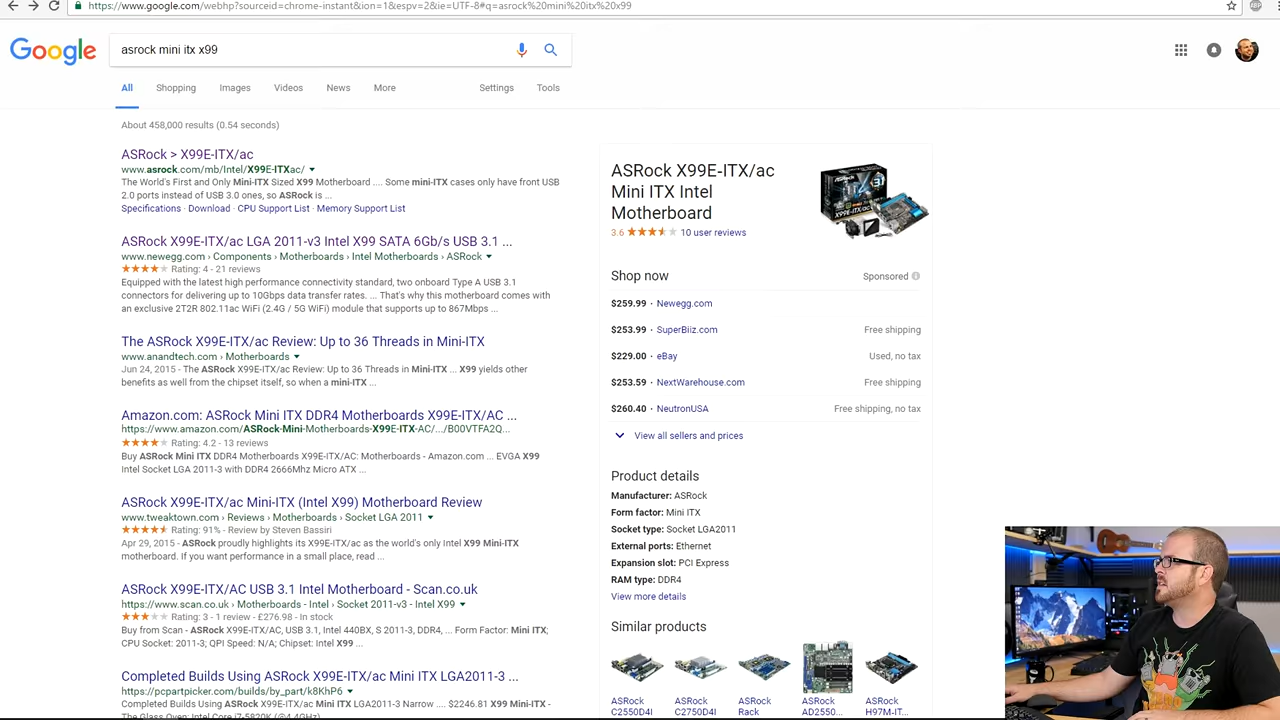 https://www.google.com/webhp?sourceid=chrome-instant&ion=1&espv=2&ie=UTF-8#q=asrock%20mini%20itx%20x99
Google
asrock mini itx x99
All Shopping Images Videos News More Settings Tools
About 458,000 results (0.54 seconds)
ASRock > X99E-ITX/ac
www.asrock.com/mb/Intel/X99E-ITXac/
The World's First and Only Mini-ITX Sized X99 Motherboard .... Some mini-ITX cases only have front USB
2.0 ports instead of USB 3.0 ones, so ASRock is ...
Specifications · Download · CPU Support List · Memory Support List
ASRock X99E-ITX/ac LGA 2011-v3 Intel X99 SATA 6Gb/s USB 3.1 ...
www.newegg.com › Components › Motherboards › Intel Motherboards › ASRock
Rating: 4 - 21 reviews
Equipped with the latest high performance connectivity standard, two onboard Type A USB 3.1
connectors for delivering up to 10Gbps data transfer rates. ... That's why this motherboard comes with
an exclusive 2T2R 802.11ac WiFi (2.4G / 5G WiFi) module that supports up to 867Mbps ...
The ASRock X99E-ITX/ac Review: Up to 36 Threads in Mini-ITX
www.anandtech.com › Motherboards
Jun 24, 2015 - The ASRock X99E-ITX/ac Review: Up to 36 Threads in Mini-ITX ... X99 yields other
benefits as well from the chipset itself, so when a mini-ITX ...
Amazon.com: ASRock Mini ITX DDR4 Motherboards X99E-ITX/AC ...
https://www.amazon.com/ASRock-Mini-Motherboards-X99E-ITX-AC/.../B00VTFA2Q...
Rating: 4.2 - 13 reviews
Buy ASRock Mini ITX DDR4 Motherboards X99E-ITX/AC: Motherboards - Amazon.com ... EVGA X99
Intel Socket LGA 2011-3 with DDR4 2666Mhz Micro ATX ...
ASRock X99E-ITX/ac Mini-ITX (Intel X99) Motherboard Review
www.tweaktown.com › Reviews › Motherboards › Socket LGA 2011
Rating: 91% - Review by Steven Bassiri
Apr 29, 2015 - ASRock proudly highlights its X99E-ITX/ac as the world's only Intel X99 Mini-ITX
motherboard. If you want performance in a small place, read ...
ASRock X99E-ITX/AC USB 3.1 Intel Motherboard - Scan.co.uk
https://www.scan.co.uk › Motherboards - Intel › Socket 2011-v3 - Intel X99
Rating: 3 - 1 review - £276.98 - In stock
Buy from Scan - ASRock X99E-ITX/AC, USB 3.1, Intel 440BX, S 2011-3, DDR4, ... Form Factor: Mini ITX;
CPU Socket: 2011-3; QPI Speed: N/A; Chipset: Intel X99 ...
Completed Builds Using ASRock X99E-ITX/ac Mini ITX LGA2011-3 ...
https://pcpartpicker.com/builds/by_part/k8KhP6
Completed Builds Using ASRock X99E-ITX/ac Mini ITX LGA2011-3 Narrow .... $2246.81 X99 Mini-ITX -
The Glass Oven: Intel Core i7-5820K (@4.4GHz)
ASRock X99E-ITX/ac
Mini ITX Intel
Motherboard
3.6 10 user reviews
Shop now Sponsored
$259.99 · Newegg.com
$253.99 · SuperBiiz.com Free shipping
$229.00 · eBay Used, no tax
$253.59 · NextWarehouse.com Free shipping
$260.40 · NeutronUSA Free shipping, no tax
View all sellers and prices
Product details
Manufacturer: ASRock
Form factor: Mini ITX
Socket type: Socket LGA2011
External ports: Ethernet
Expansion slot: PCI Express
RAM type: DDR4
View more details
Similar products
ASRock ASRock ASRock ASRock ASRock
C2550D4I C2750D4I Rack AD2550... H97M-IT...